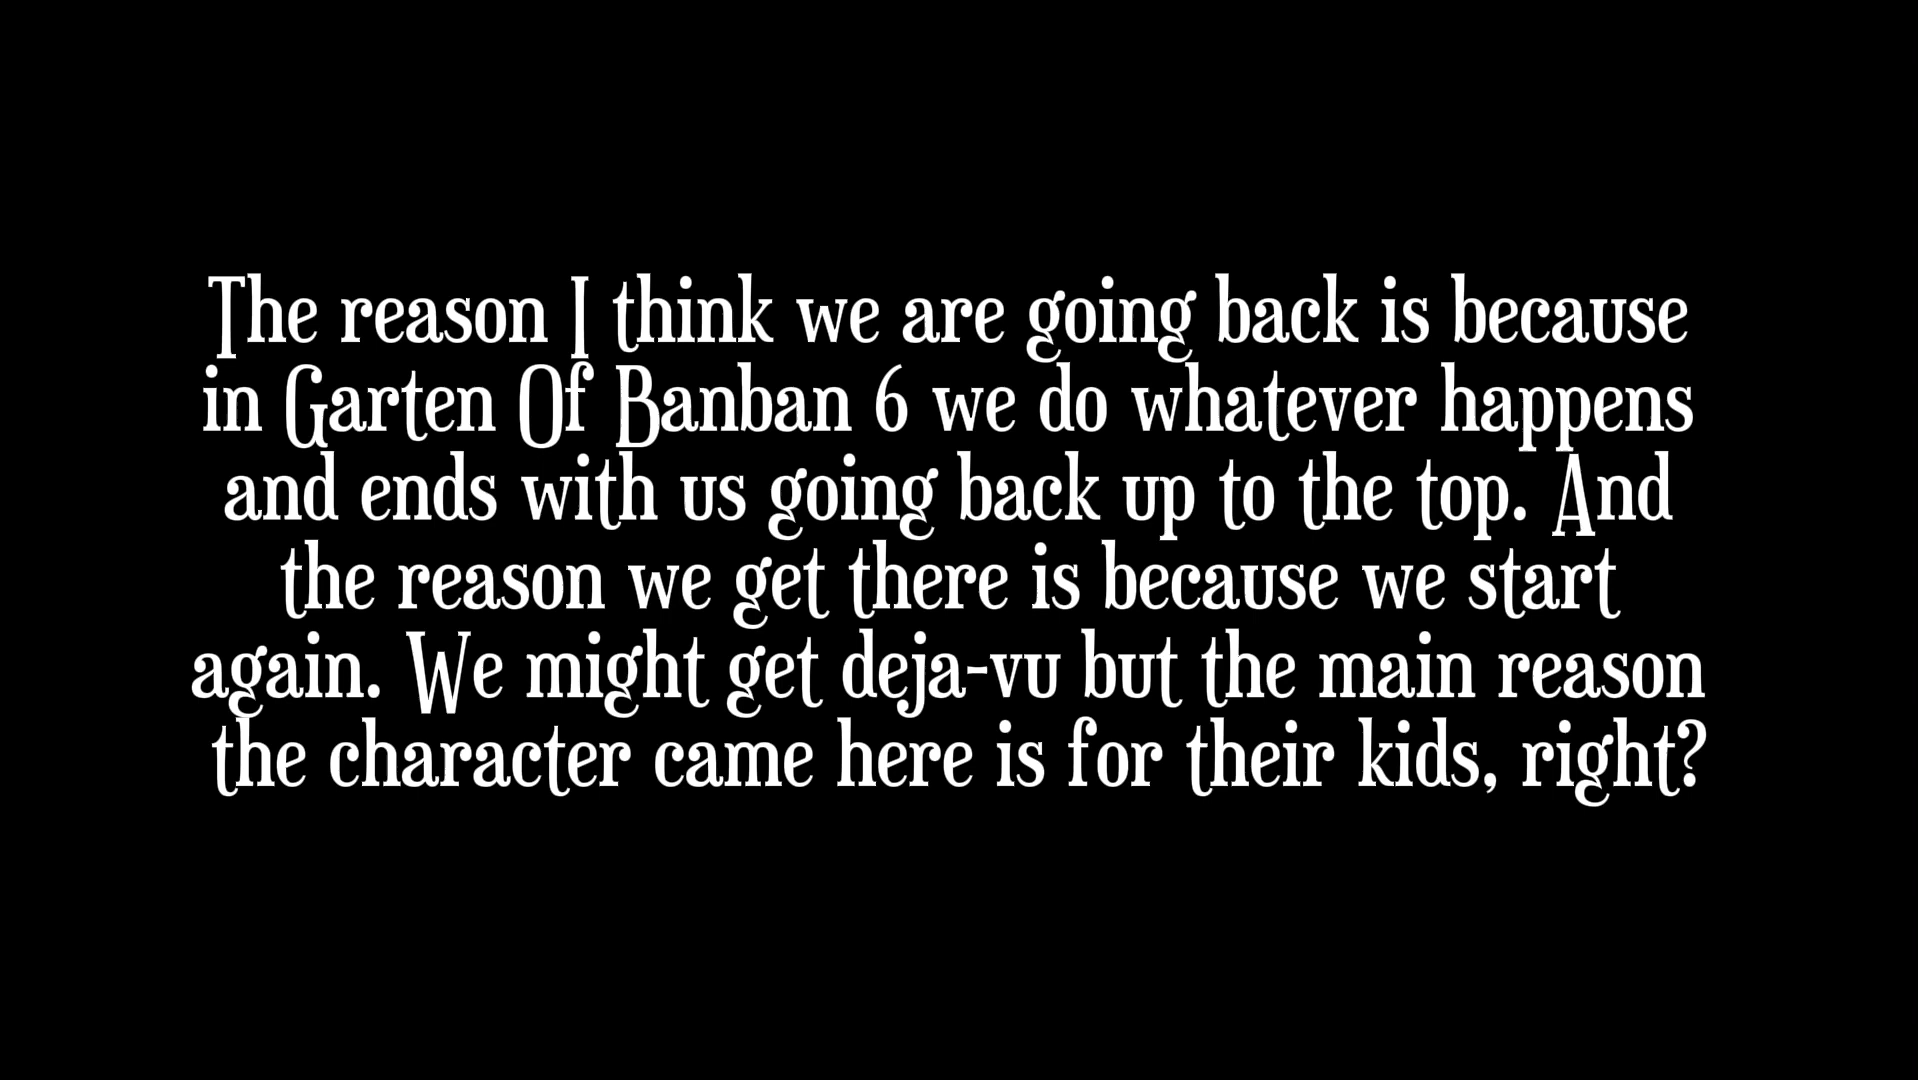 The reason I think we are going back is because
in Garten Of Banban 6 we do whatever happens
and ends with us going back up to the top. And
the reason we get there is because we start
again. We might get deja-vu but the main reason
the character came here is for their kids, right?